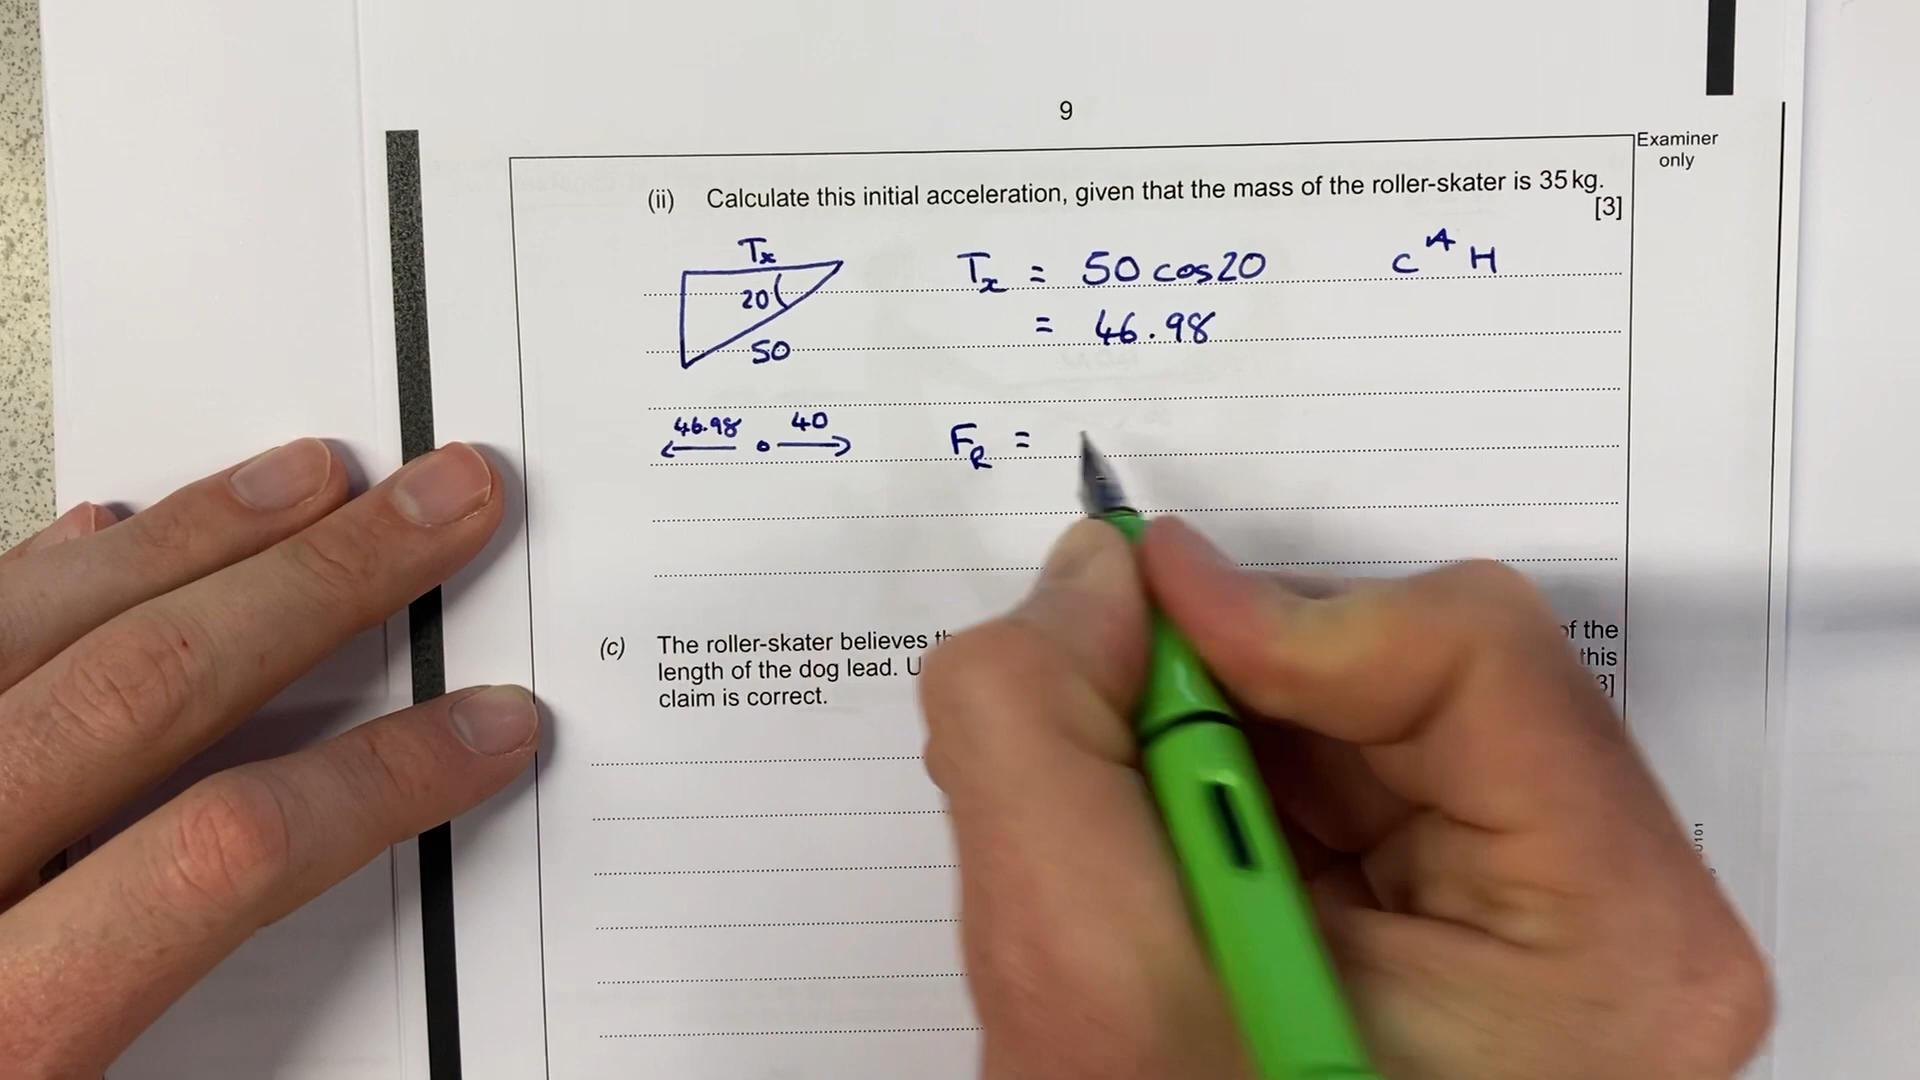 9
Examiner
only
(ii) Calculate this initial acceleration, given that the mass of the roller-skater is 35 kg.
[3]
Tx
20
50
Tx = 50 cos20
= 46.98
C A H
46.98 40
FR =
(c) The roller-skater believes
of the
length of the dog lead.
this
claim is correct.
3]
U101